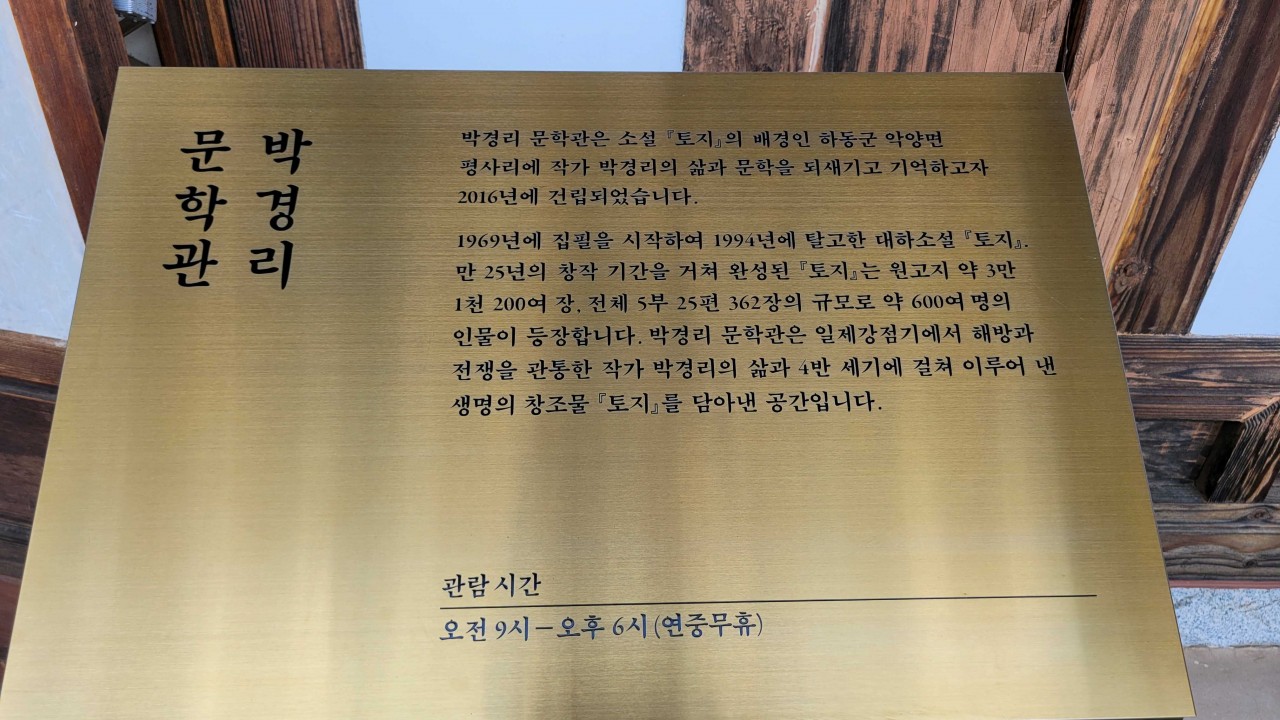 박경리
문학관
박경리 문학관은 소설 『토지』의 배경인 하동군 악양면
평사리에 작가 박경리의 삶과 문학을 되새기고 기억하고자
2016년에 건립되었습니다.
1969년에 집필을 시작하여 1994년에 탈고한 대하소설 『토지』.
만 25년의 창작 기간을 거쳐 완성된 『토지』는 원고지 약 3만
1천 200여 장, 전체 5부 25편 362장의 규모로 약 600여 명의
인물이 등장합니다. 박경리 문학관은 일제강점기에서 해방과
전쟁을 관통한 작가 박경리의 삶과 4반 세기에 걸쳐 이루어 낸
생명의 창조물 『토지』를 담아낸 공간입니다.
관람 시간
오전 9시 – 오후 6시 (연중무휴)